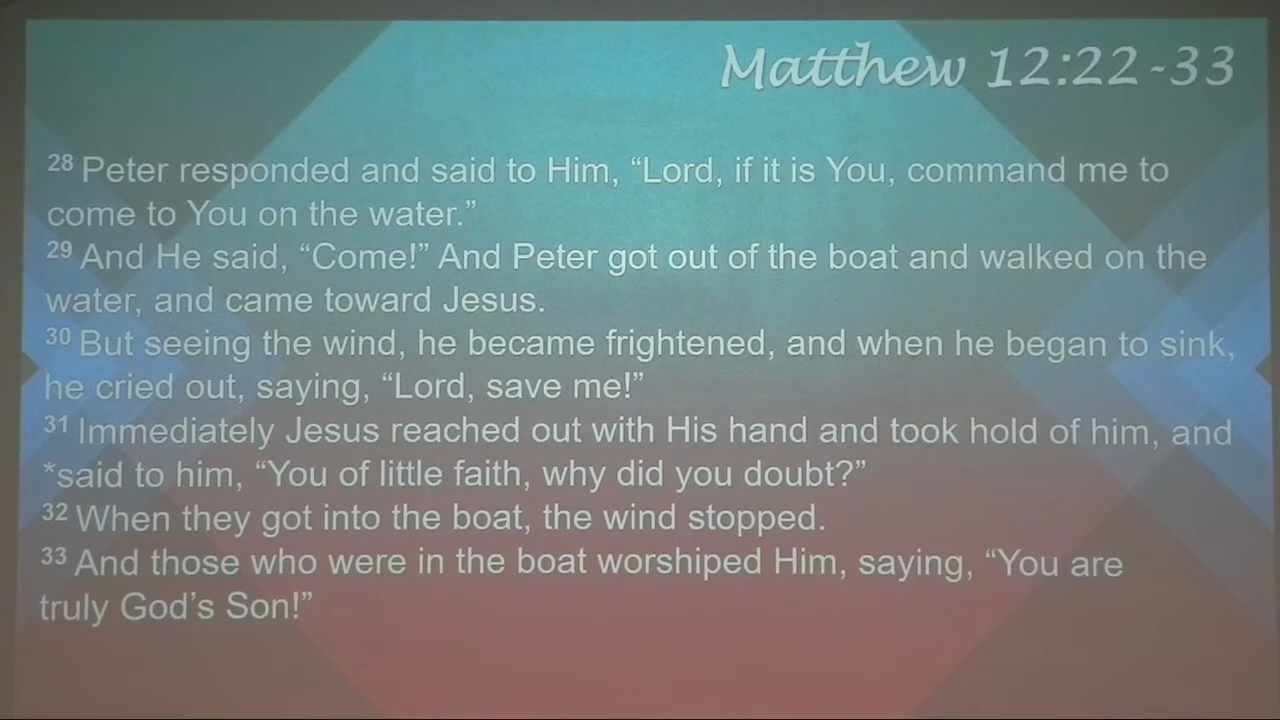 Matthew 12:22-33
28 Peter responded and said to Him, “Lord, if it is You, command me to
come to You on the water.”
29 And He said, “Come!” And Peter got out of the boat and walked on the
water, and came toward Jesus.
30 But seeing the wind, he became frightened, and when he began to sink,
he cried out, saying, “Lord, save me!”
31 Immediately Jesus reached out with His hand and took hold of him, and
*said to him, “You of little faith, why did you doubt?”
32 When they got into the boat, the wind stopped.
33 And those who were in the boat worshiped Him, saying, “You are
truly God’s Son!”